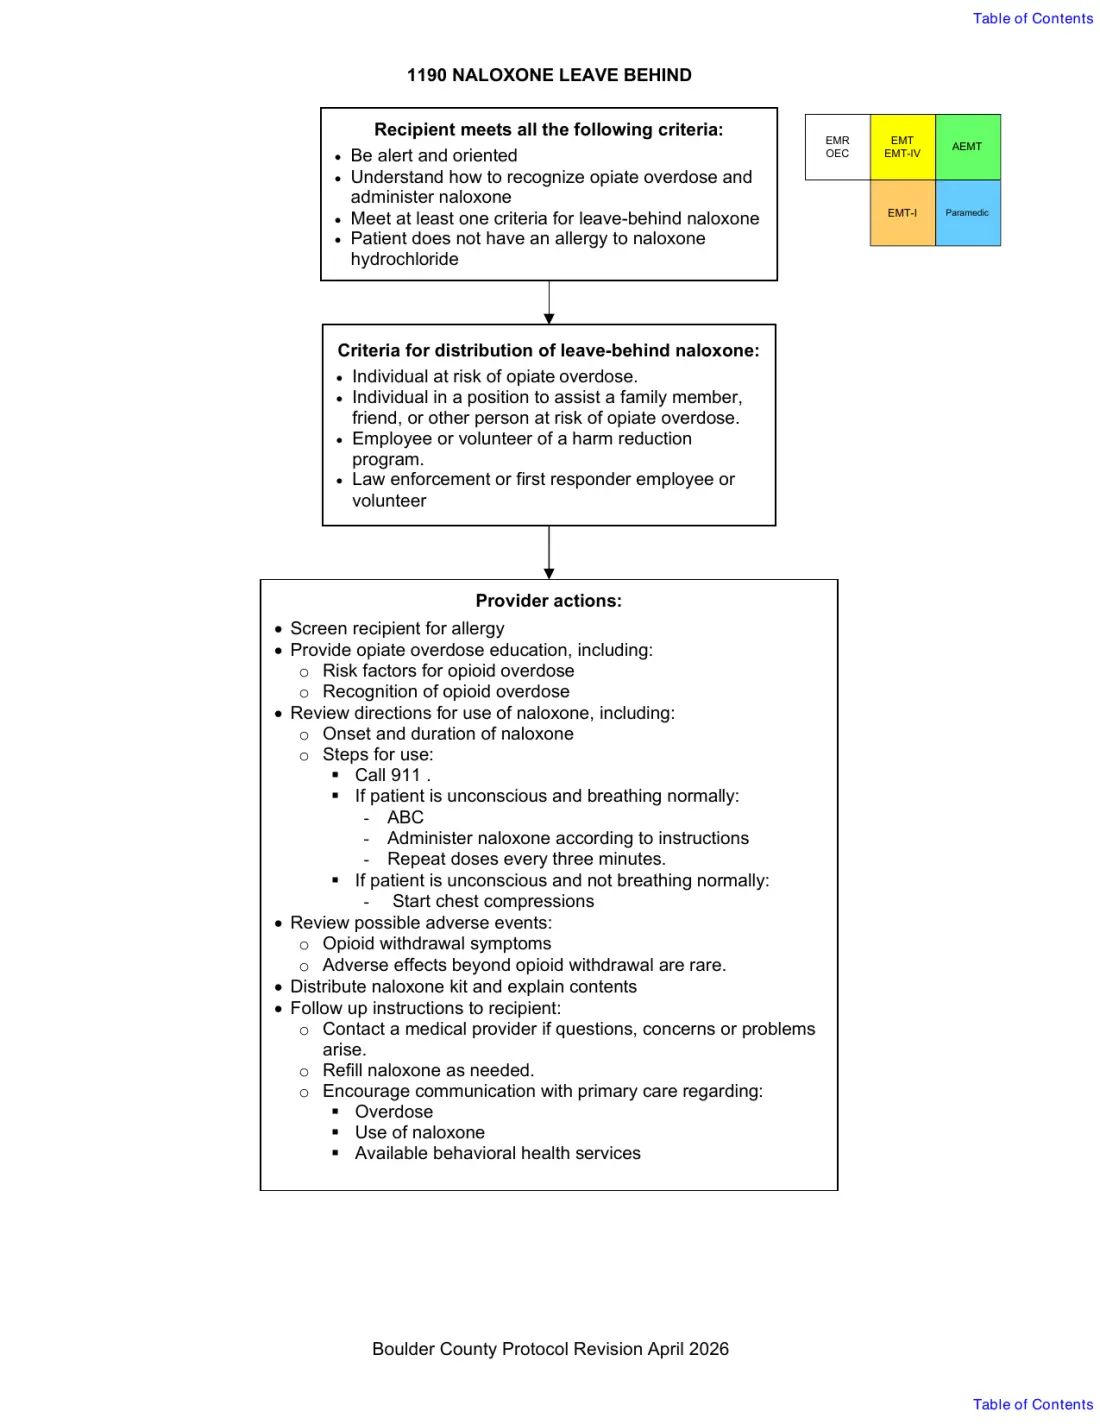 Table of Contents
1190 NALOXONE LEAVE BEHIND
Recipient meets all the following criteria:
• Be alert and oriented
• Understand how to recognize opiate overdose and
administer naloxone
• Meet at least one criteria for leave-behind naloxone
• Patient does not have an allergy to naloxone
hydrochloride
EMR
OEC
EMT
EMT-IV
AEMT
EMT-I
Paramedic
Criteria for distribution of leave-behind naloxone:
• Individual at risk of opiate overdose.
• Individual in a position to assist a family member,
friend, or other person at risk of opiate overdose.
• Employee or volunteer of a harm reduction
program.
• Law enforcement or first responder employee or
volunteer
Provider actions:
• Screen recipient for allergy
• Provide opiate overdose education, including:
o Risk factors for opioid overdose
o Recognition of opioid overdose
• Review directions for use of naloxone, including:
o Onset and duration of naloxone
o Steps for use:
▪ Call 911 .
▪ If patient is unconscious and breathing normally:
- ABC
- Administer naloxone according to instructions
- Repeat doses every three minutes.
▪ If patient is unconscious and not breathing normally:
- Start chest compressions
• Review possible adverse events:
o Opioid withdrawal symptoms
o Adverse effects beyond opioid withdrawal are rare.
• Distribute naloxone kit and explain contents
• Follow up instructions to recipient:
o Contact a medical provider if questions, concerns or problems
arise.
o Refill naloxone as needed.
o Encourage communication with primary care regarding:
▪ Overdose
▪ Use of naloxone
▪ Available behavioral health services
Boulder County Protocol Revision April 2026
Table of Contents